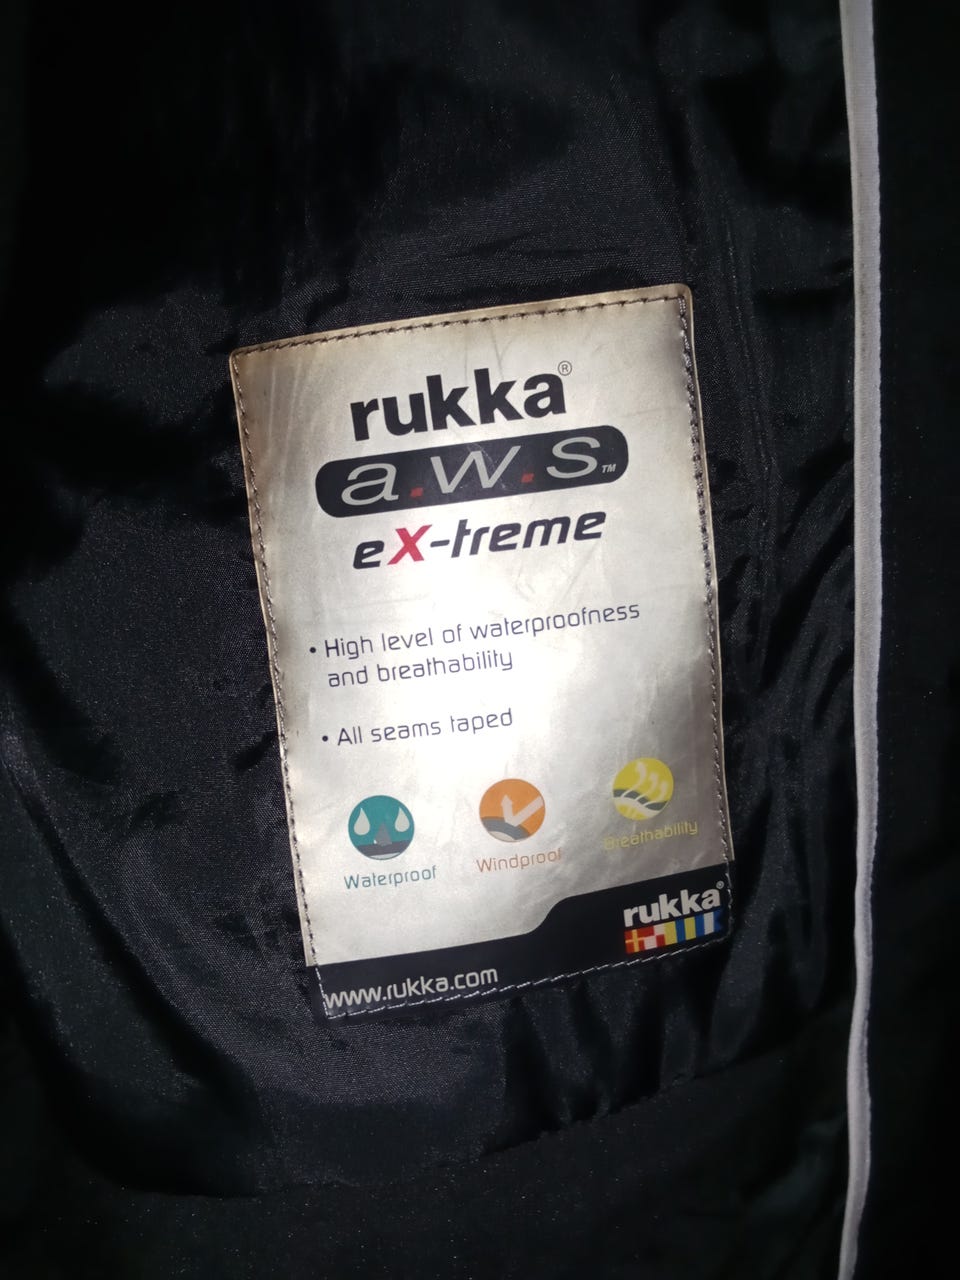 rukka®
a.w.s.™
eX-treme
• High level of waterproofness
and breathability
• All seams taped
Waterproof
Windproof
Breathability
rukka®
www.rukka.com